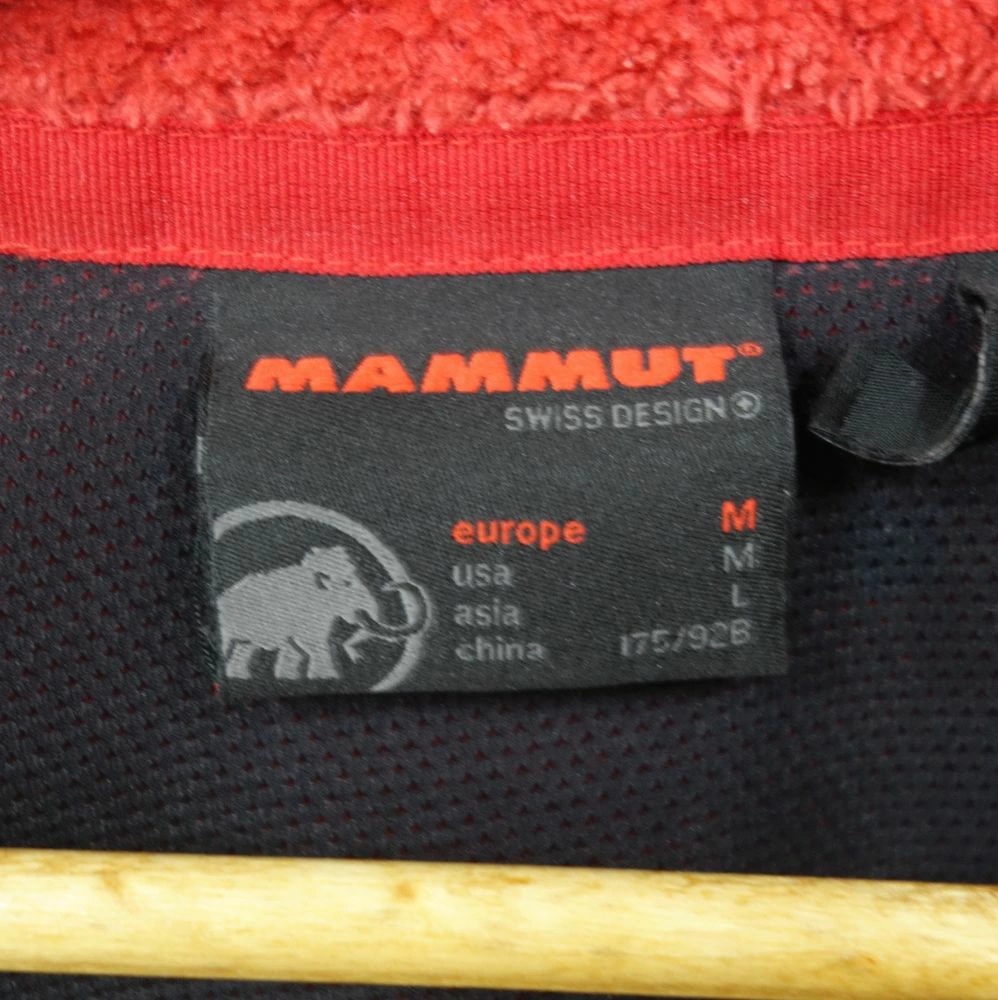 MAMMUT®
SWISS DESIGN
europe M
usa M
asia L
china 175/92B